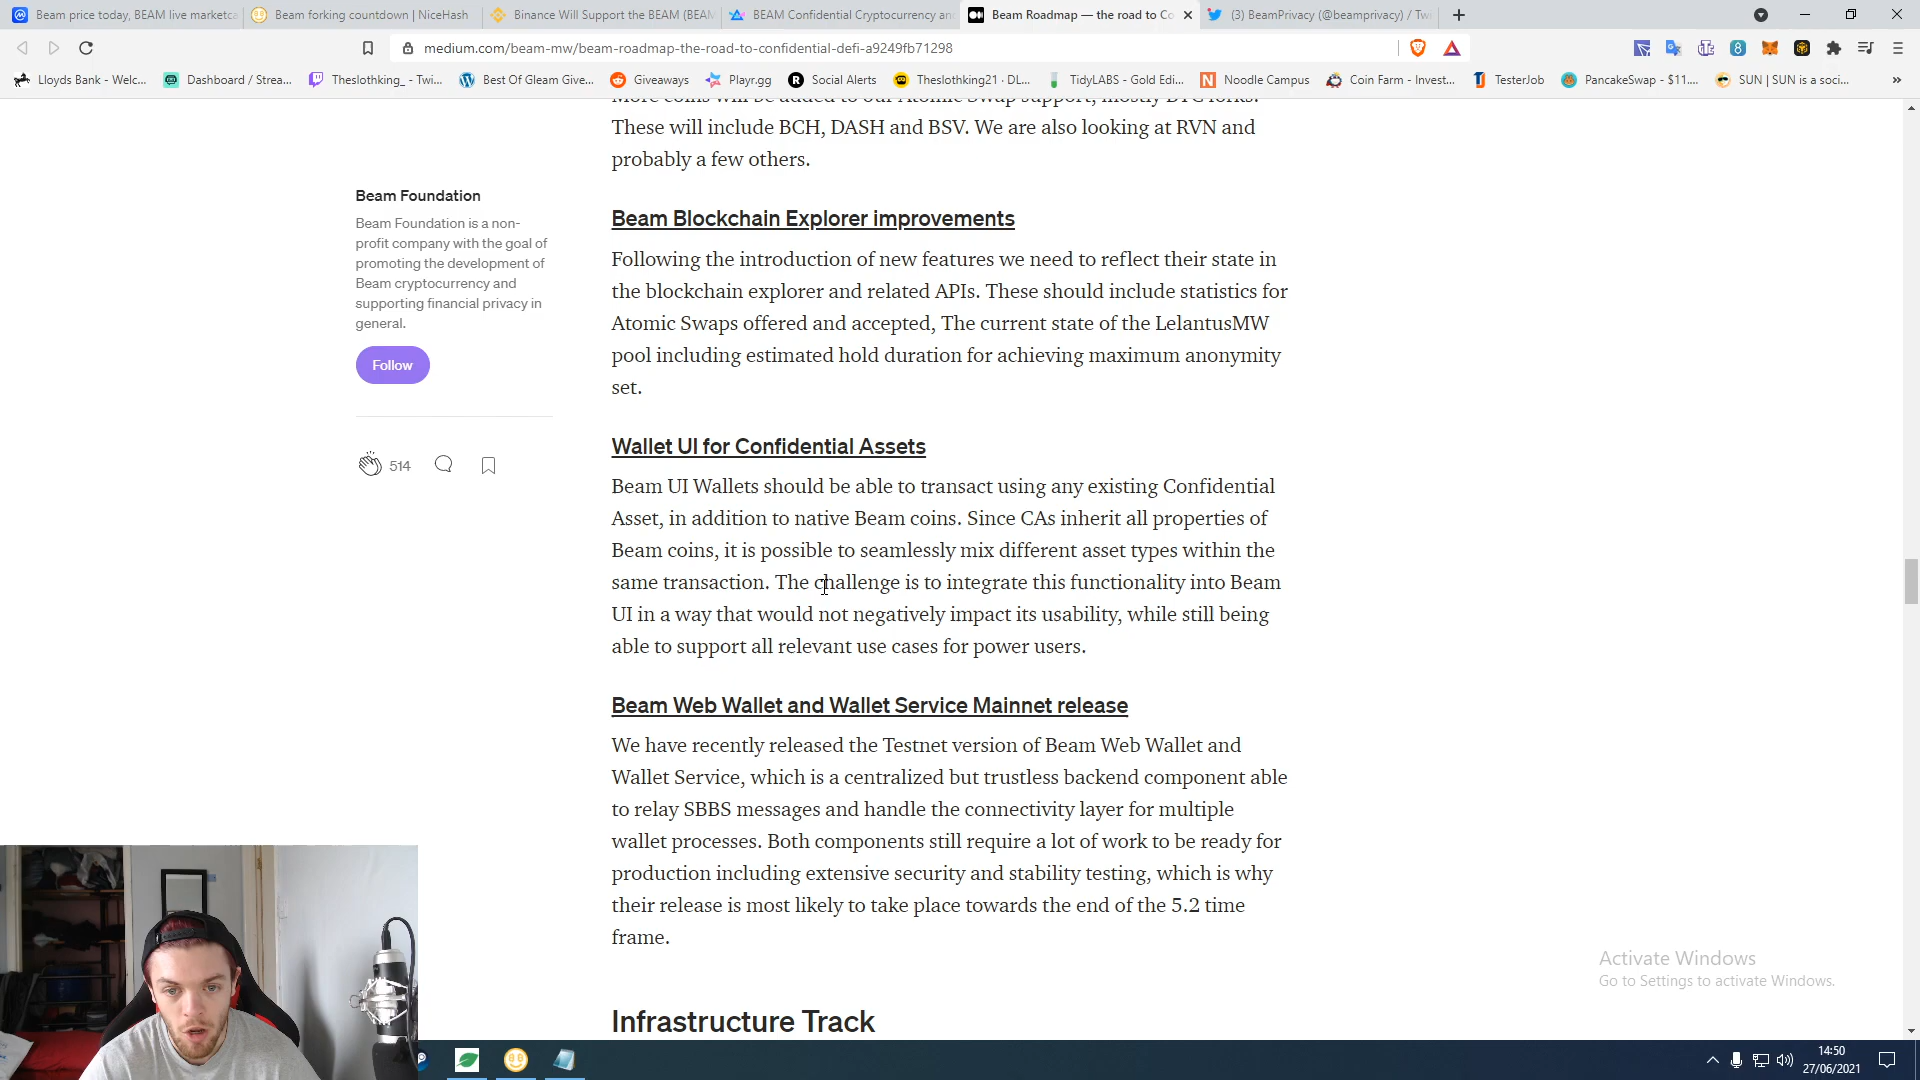 Beam price today, BEAM live marketca
Beam forking countdown | NiceHash
Binance Will Support the BEAM (BEAM
BEAM Confidential Cryptocurrency and
Beam Roadmap — the road to Co
(3) BeamPrivacy (@beamprivacy) / Twi
medium.com/beam-mw/beam-roadmap-the-road-to-confidential-defi-a9249fb71298
Lloyds Bank - Welc...
Dashboard / Strea...
Theslothking_ - Twi...
Best Of Gleam Give...
Giveaways
Playr.gg
Social Alerts
Theslothking21 · DL...
TidyLABS - Gold Edi...
Noodle Campus
Coin Farm - Invest...
TesterJob
PancakeSwap - $11....
SUN | SUN is a soci...
More coins will be added to our Atomic Swap support, mostly BTC forks.
These will include BCH, DASH and BSV. We are also looking at RVN and
probably a few others.
Beam Foundation
Beam Foundation is a non-
profit company with the goal of
promoting the development of
Beam cryptocurrency and
supporting financial privacy in
general.
Follow
514
Beam Blockchain Explorer improvements
Following the introduction of new features we need to reflect their state in
the blockchain explorer and related APIs. These should include statistics for
Atomic Swaps offered and accepted, The current state of the LelantusMW
pool including estimated hold duration for achieving maximum anonymity
set.
Wallet UI for Confidential Assets
Beam UI Wallets should be able to transact using any existing Confidential
Asset, in addition to native Beam coins. Since CAs inherit all properties of
Beam coins, it is possible to seamlessly mix different asset types within the
same transaction. The challenge is to integrate this functionality into Beam
UI in a way that would not negatively impact its usability, while still being
able to support all relevant use cases for power users.
Beam Web Wallet and Wallet Service Mainnet release
We have recently released the Testnet version of Beam Web Wallet and
Wallet Service, which is a centralized but trustless backend component able
to relay SBBS messages and handle the connectivity layer for multiple
wallet processes. Both components still require a lot of work to be ready for
production including extensive security and stability testing, which is why
their release is most likely to take place towards the end of the 5.2 time
frame.
Infrastructure Track
Activate Windows
Go to Settings to activate Windows.
14:50
27/06/2021